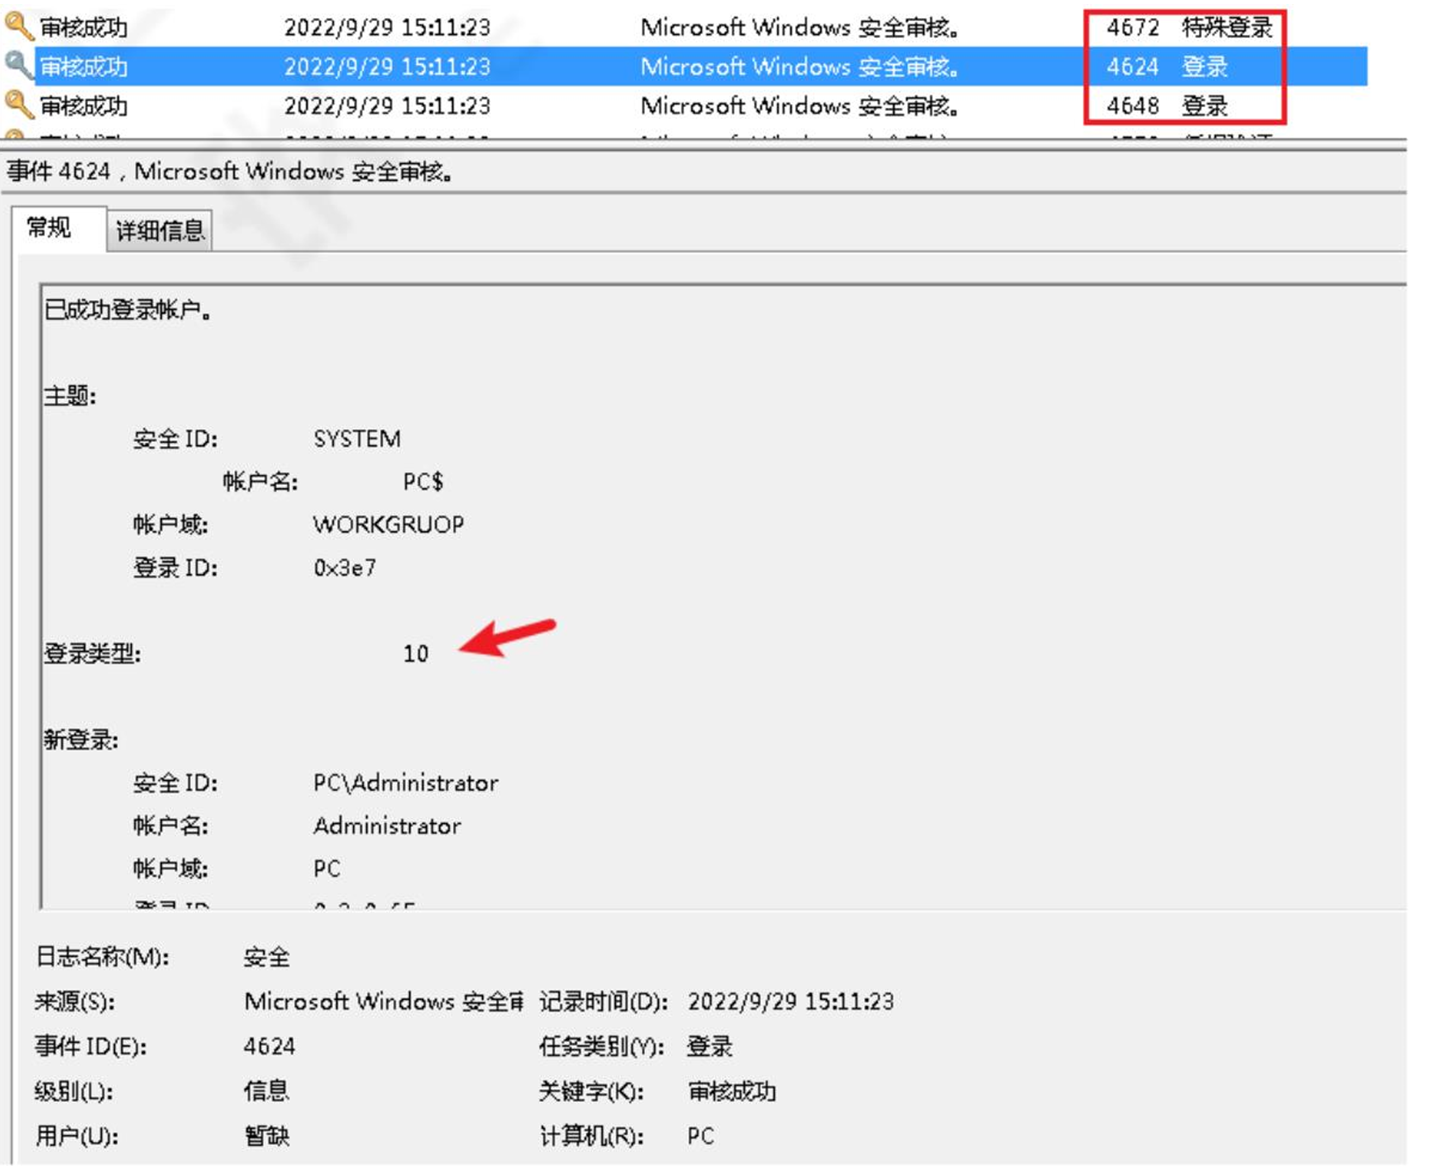 审核成功 2022/9/29 15:11:23 Microsoft Windows 安全审核。 4672 特殊登录
审核成功 2022/9/29 15:11:23 Microsoft Windows 安全审核。 4624 登录
审核成功 2022/9/29 15:11:23 Microsoft Windows 安全审核。 4648 登录
事件 4624，Microsoft Windows 安全审核。
常规 详细信息
已成功登录帐户。
主题:
安全 ID: SYSTEM
帐户名: PC$
帐户域: WORKGRUOP
登录 ID: 0x3e7
登录类型: 10
新登录:
安全 ID: PC\Administrator
帐户名: Administrator
帐户域: PC
登录 ID:
日志名称(M): 安全
来源(S): Microsoft Windows 安全审 记录时间(D): 2022/9/29 15:11:23
事件 ID(E): 4624 任务类别(Y): 登录
级别(L): 信息 关键字(K): 审核成功
用户(U): 暂缺 计算机(R): PC